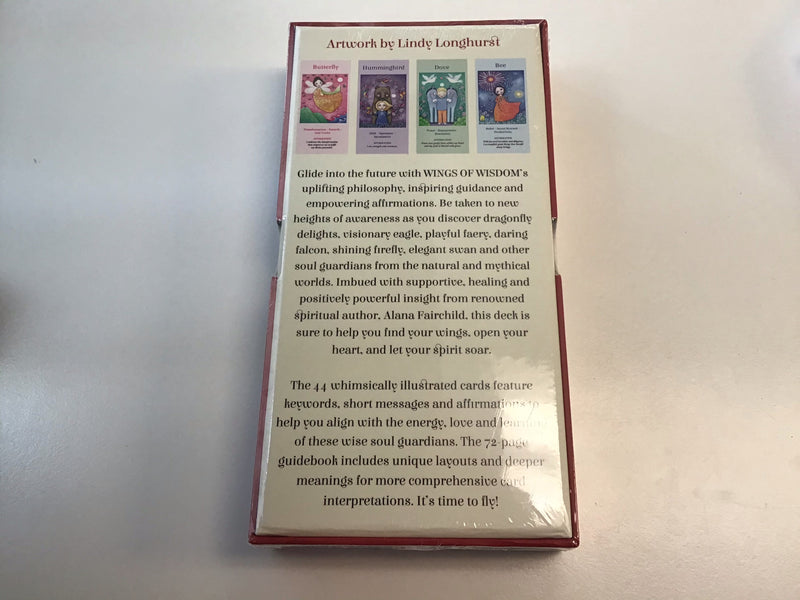 Artwork by Lindy Longhurst
Butterfly Hummingbird Dove Bee
Glide into the future with WINGS OF WISDOM's
uplifting philosophy, inspiring guidance and
empowering affirmations. Be taken to new
heights of awareness as you discover dragonfly
delights, visionary eagle, playful faery, daring
falcon, shining firefly, elegant swan and other
soul guardians from the natural and mythical
worlds. Imbued with supportive, healing and
positively powerful insight from renowned
spiritual author, Alana Fairchild, this deck is
sure to help you find your wings, open your
heart, and let your spirit soar.
The 44 whimsically illustrated cards feature
keywords, short messages and affirmations to
help you align with the energy, love and learning
of these wise soul guardians. The 72-page
guidebook includes unique layouts and deeper
meanings for more comprehensive card
interpretations. It's time to fly!